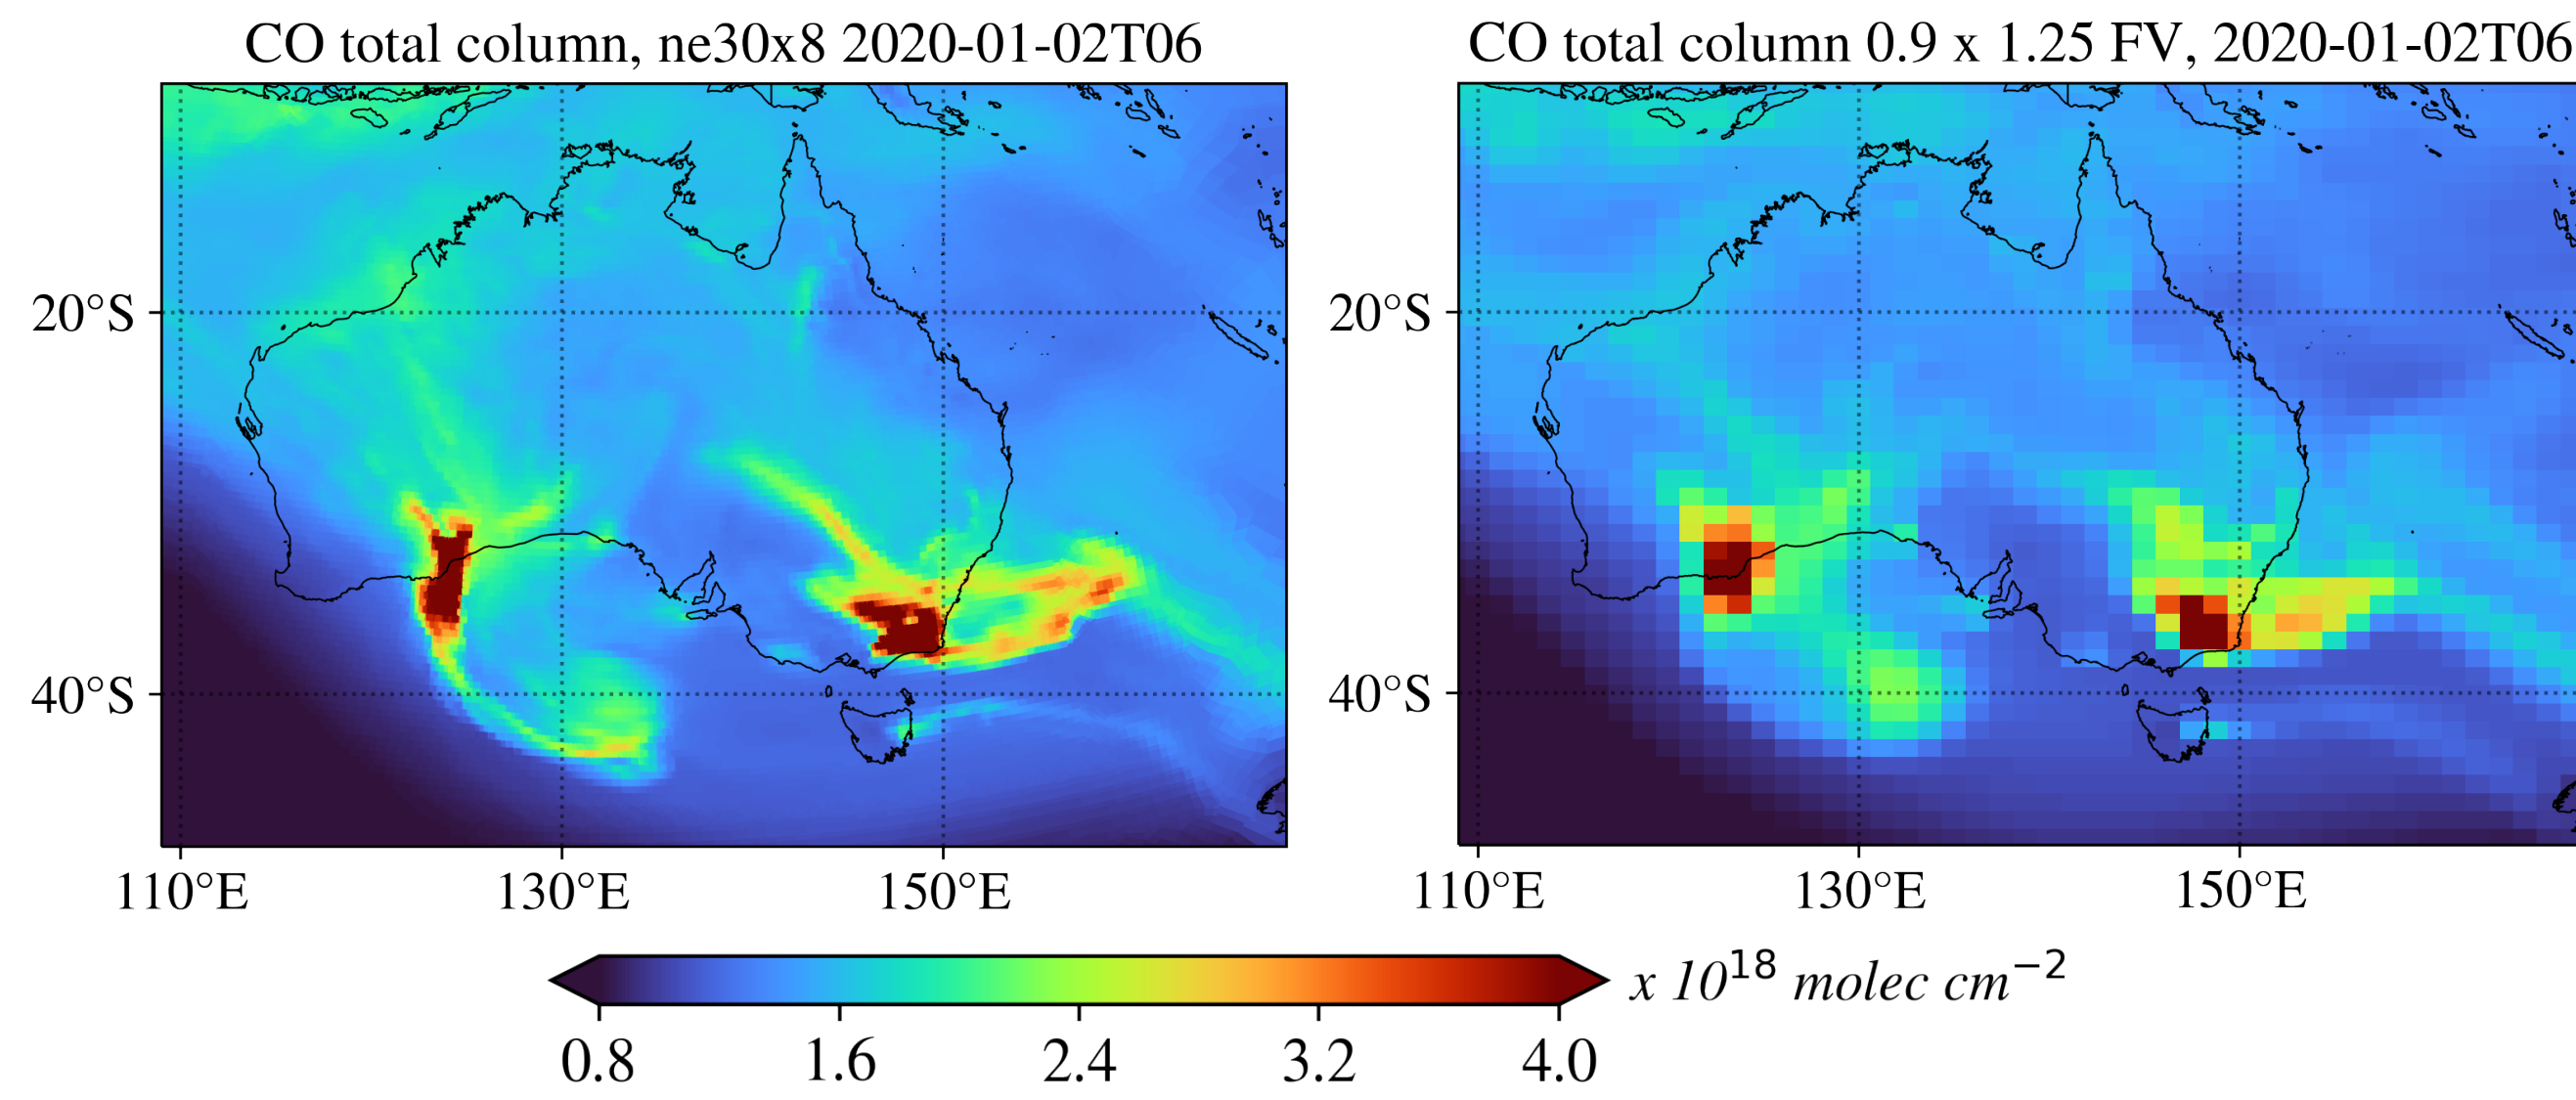 CO total column, ne30x8 2020-01-02T06
CO total column 0.9 x 1.25 FV, 2020-01-02T06
20°S
40°S
110°E 130°E 150°E
20°S
40°S
110°E 130°E 150°E
x 10^18 molec cm^−2
0.8 1.6 2.4 3.2 4.0